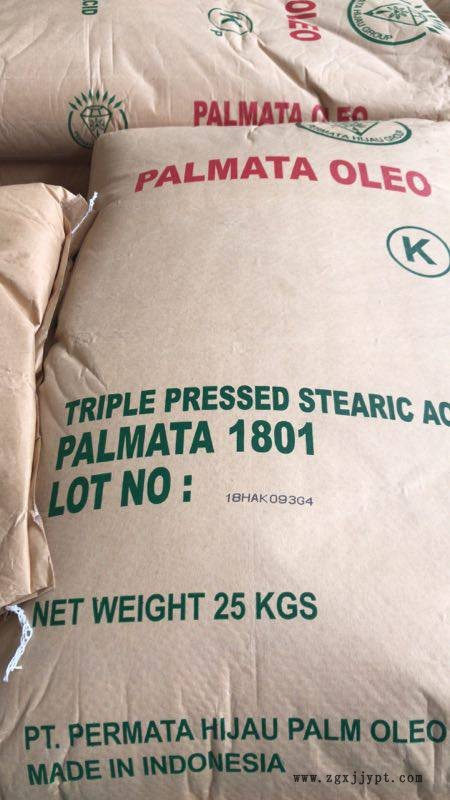 ACID
K
P
PALMATA OLEO
PALMATA OLEO
K
TRIPLE PRESSED STEARIC AC
PALMATA 1801
LOT NO : 18HAK093G4
NET WEIGHT 25 KGS
PT. PERMATA HIJAU PALM OLEO
MADE IN INDONESIA
www.zgxjjypt.com